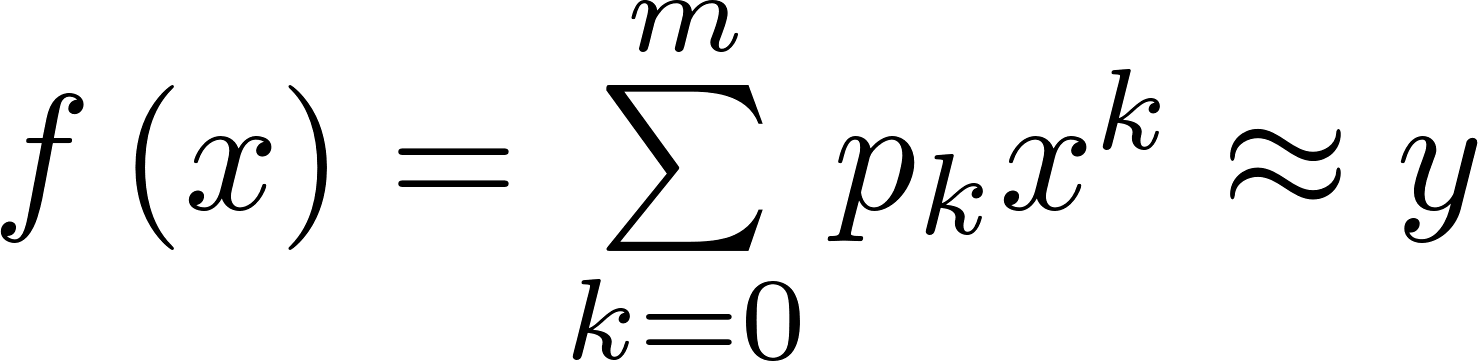 f (x) = \sum_{k=0}^{m} p_k x^k \approx y